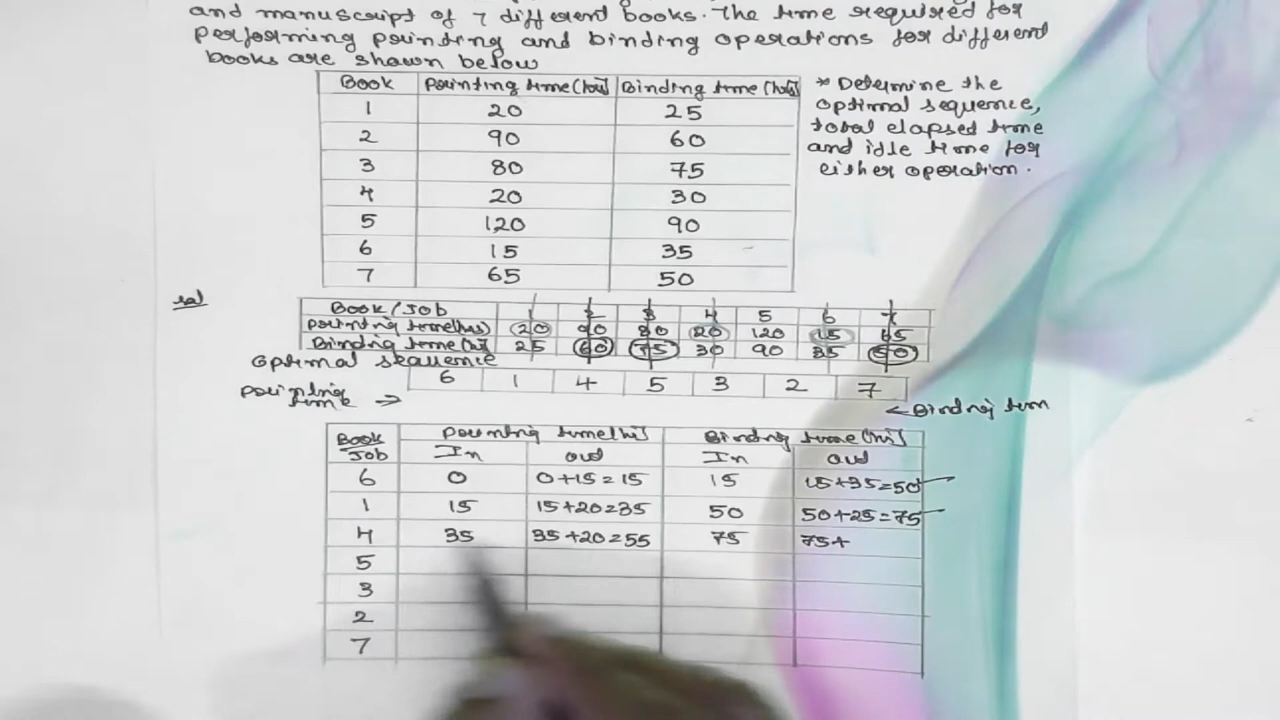 and manuscript of 7 different books. The time required for
performing printing and binding operations for different
books are shown below
Book Printing time (hrs) Binding time (hrs)
1 20 25
2 90 60
3 80 75
4 20 30
5 120 90
6 15 35
7 65 50
* Determine the
optimal sequence,
total elapsed time
and idle time for
either operation.
sol
Book/Job 1 2 3 4 5 6 7
Printing time (hrs) 20 90 80 20 120 15 65
Binding time (hr) 25 60 75 30 90 35 50
optimal sequence
6 1 4 5 3 2 7
printing
time →
← Binding time
Book
Job
Printing time (hr) Binding time (hr)
In out In out
6 0 0+15=15 15 15+35=50
1 15 15+20=35 50 50+25=75
4 35 35+20=55 75 75+
5
3
2
7